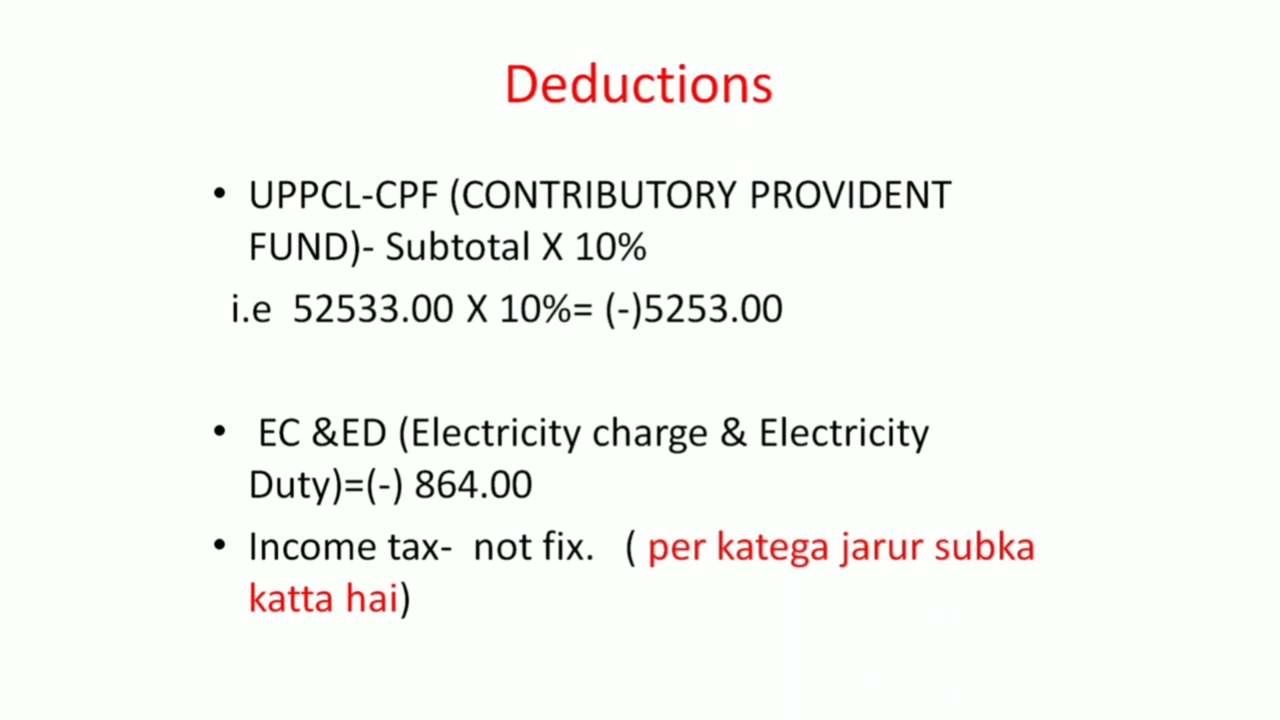 Deductions
• UPPCL-CPF (CONTRIBUTORY PROVIDENT
FUND)- Subtotal X 10%
i.e 52533.00 X 10%= (-)5253.00
• EC &ED (Electricity charge & Electricity
Duty)=(-) 864.00
• Income tax- not fix. ( per katega jarur subka
katta hai)